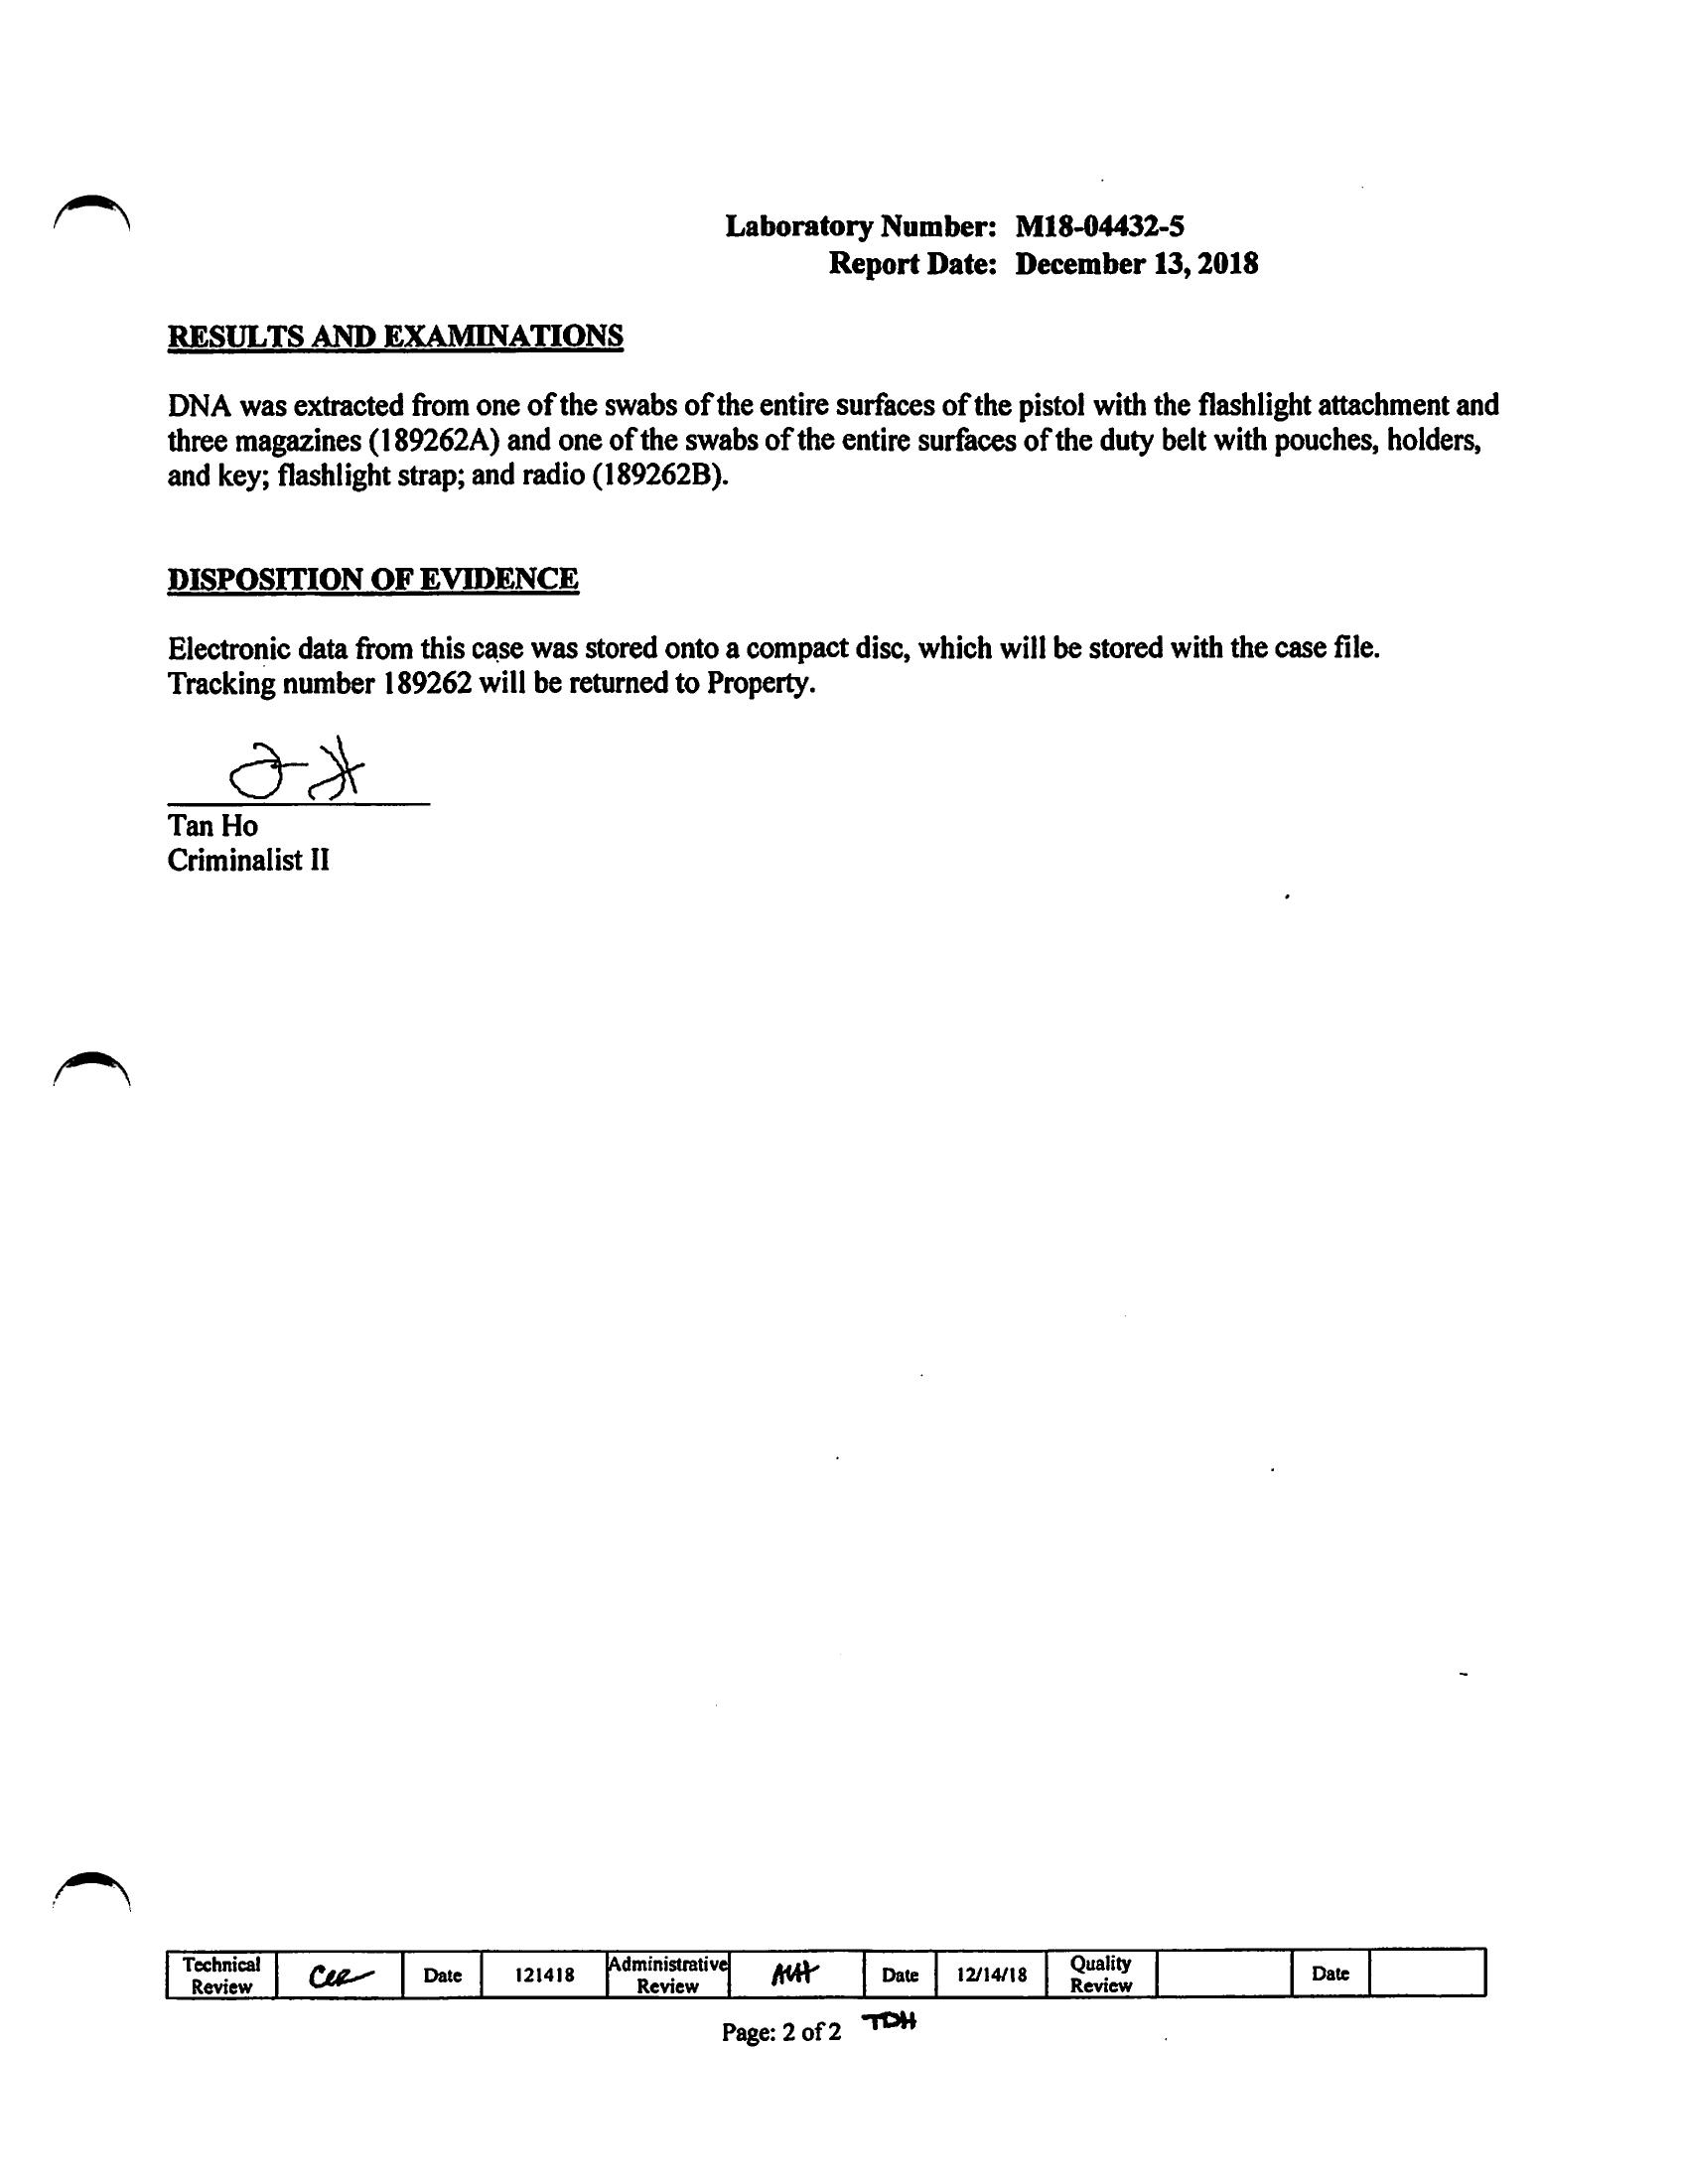 Laboratory Number: M18-04432-5
Report Date: December 13, 2018
RESULTS AND EXAMINATIONS
DNA was extracted from one of the swabs of the entire surfaces of the pistol with the flashlight attachment and
three magazines (189262A) and one of the swabs of the entire surfaces of the duty belt with pouches, holders,
and key; flashlight strap; and radio (189262B).
DISPOSITION OF EVIDENCE
Electronic data from this case was stored onto a compact disc, which will be stored with the case file.
Tracking number 189262 will be returned to Property.
Tan Ho
Criminalist II
Technical Review Date 121418 Administrative Review Date 12/14/18 Quality Review Date
Page: 2 of 2 TDH